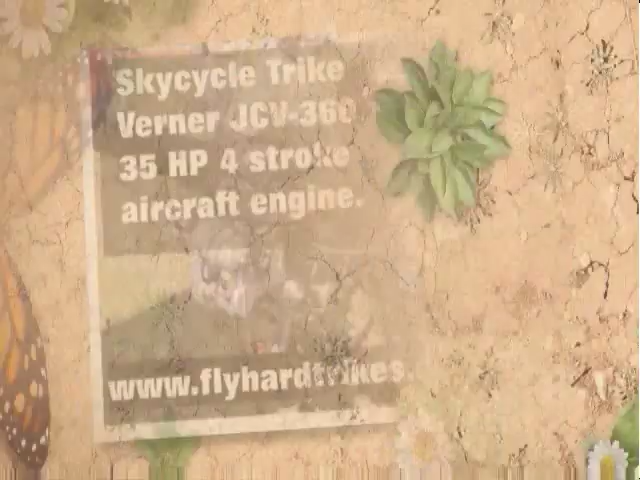 Skycycle Trike
Verner JCV-360
35 HP 4 stroke
aircraft engine.
www.flyhardtrikes.